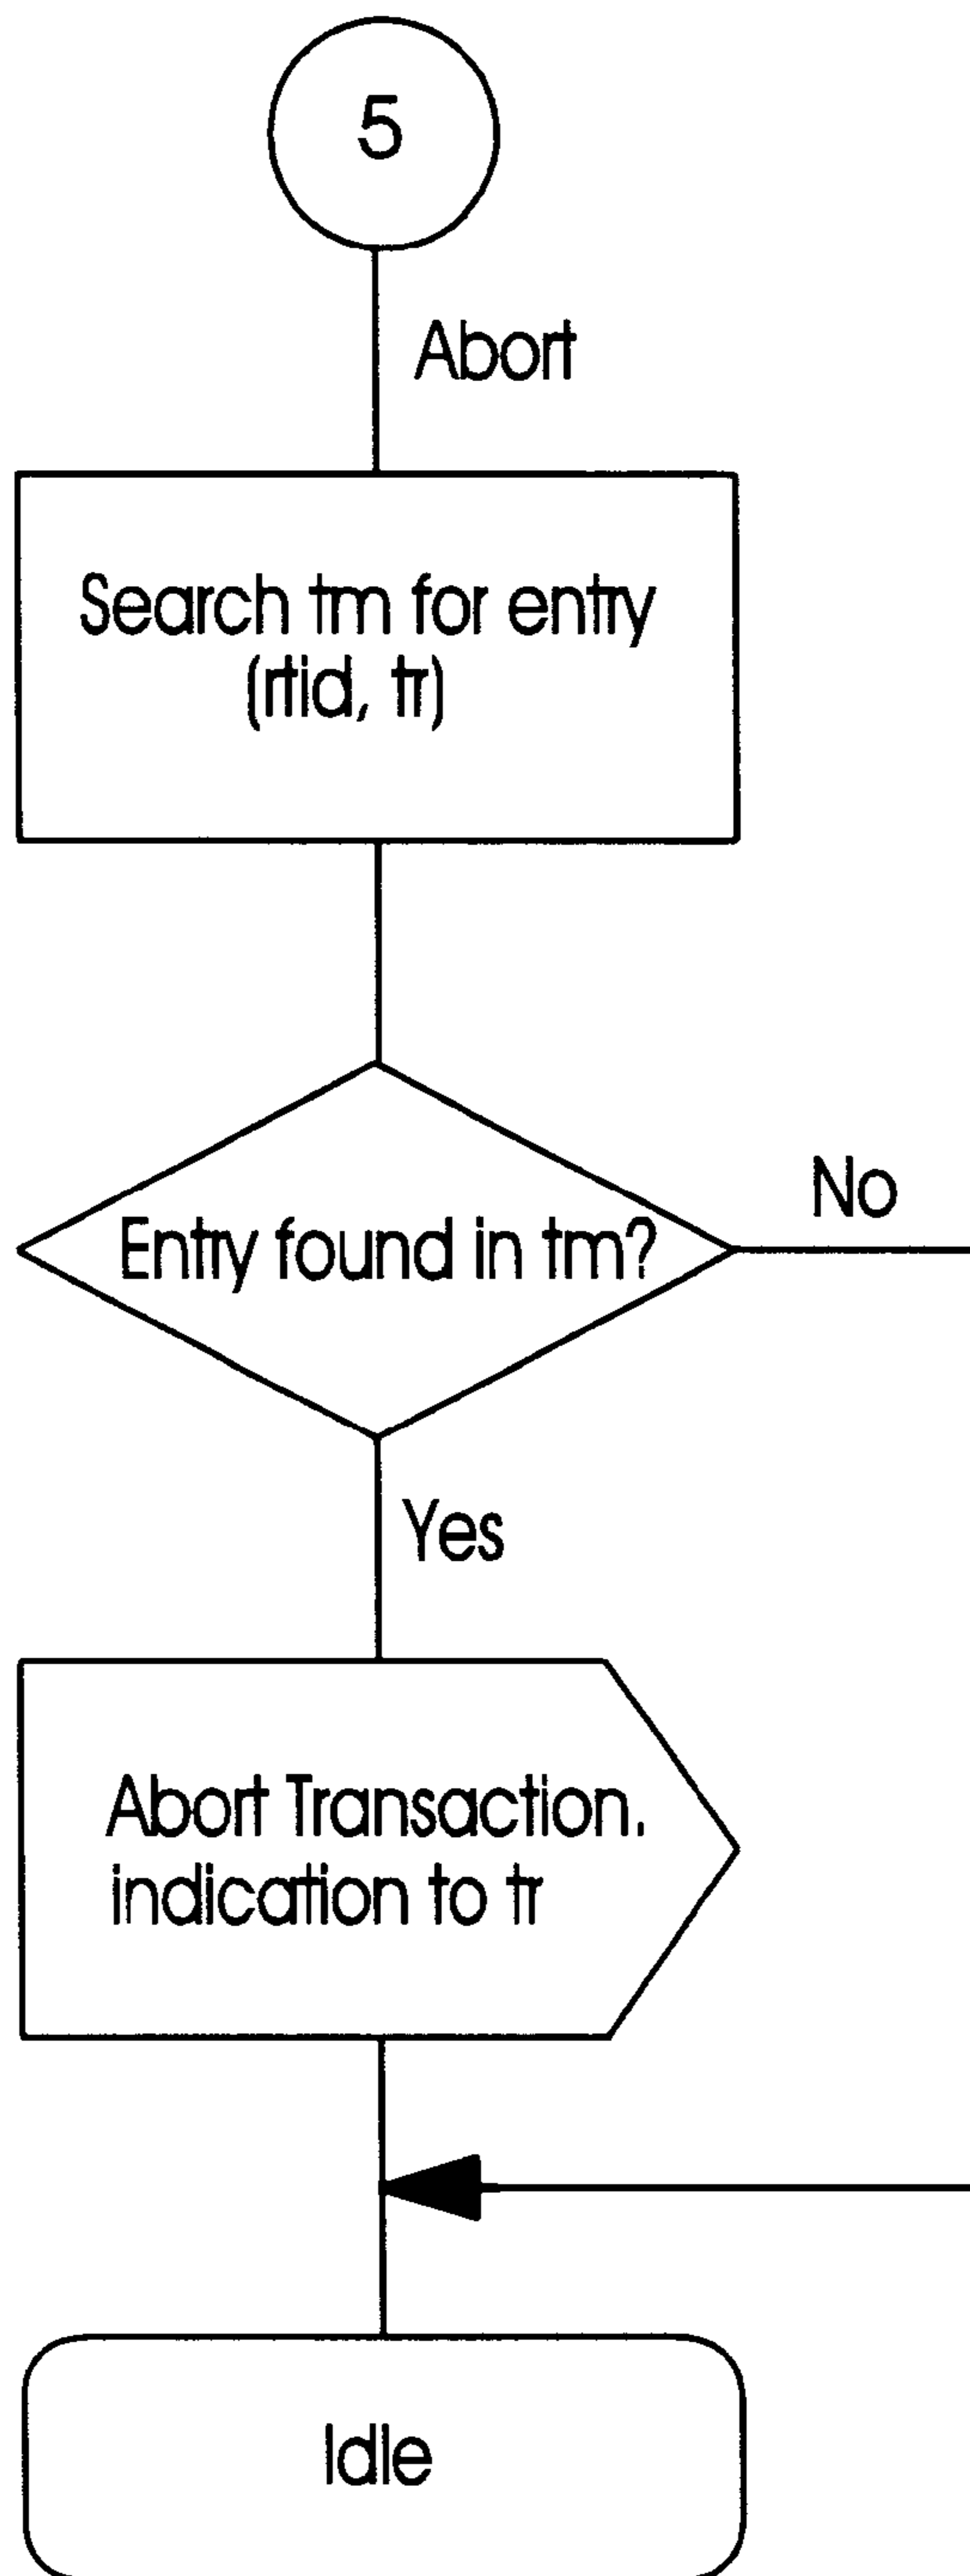 5
Abort
Search tm for entry
(rtid, tr)
Entry found in tm?
No
Yes
Abort Transaction.
indication to tr
Idle